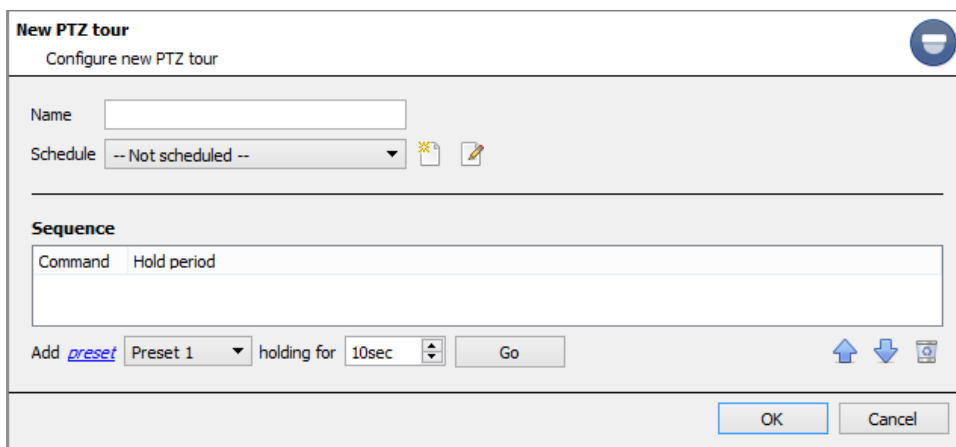 New PTZ tour
Configure new PTZ tour
Name
Schedule -- Not scheduled --
Sequence
Command Hold period
Add preset Preset 1 holding for 10sec Go
OK Cancel